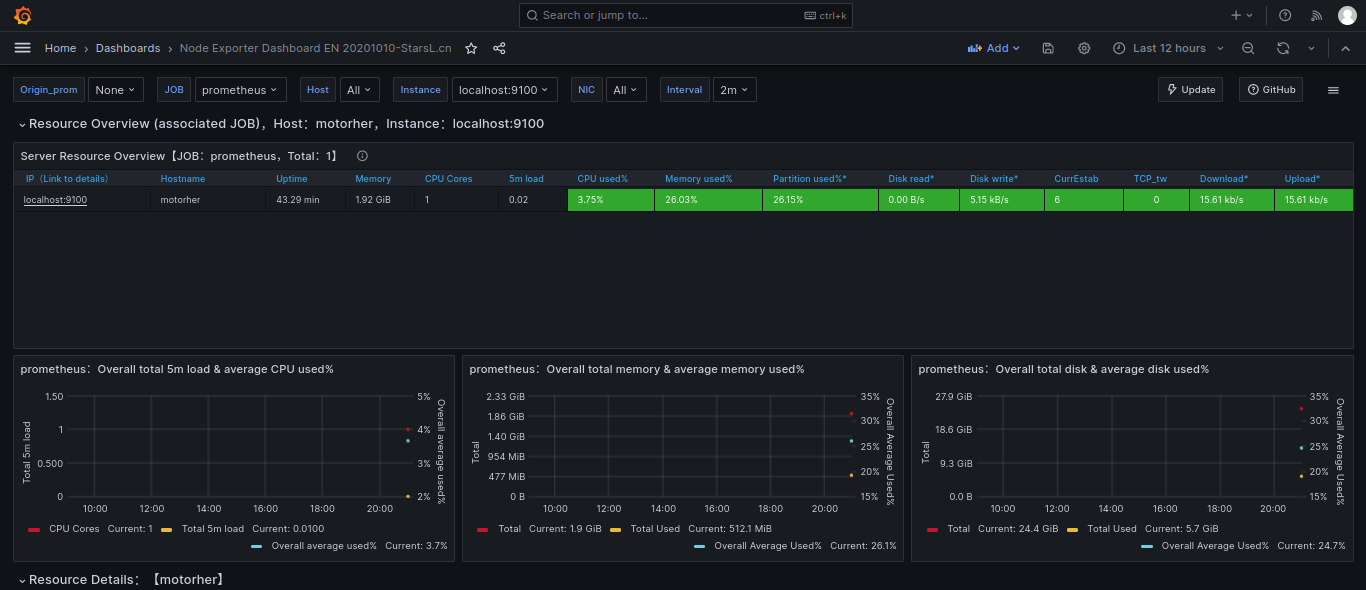 Search or jump to... ctrl+k
Home › Dashboards › Node Exporter Dashboard EN 20201010-StarsL.cn Add Last 12 hours
Origin_prom None JOB prometheus Host All Instance localhost:9100 NIC All Interval 2m Update GitHub
Resource Overview (associated JOB)，Host：motorher，Instance：localhost:9100
Server Resource Overview【JOB：prometheus，Total：1】
IP（Link to details） Hostname Uptime Memory CPU Cores 5m load CPU used% Memory used% Partition used%* Disk read* Disk write* CurrEstab TCP_tw Download* Upload*
localhost:9100 motorher 43.29 min 1.92 GiB 1 0.02 3.75% 26.03% 26.15% 0.00 B/s 5.15 kB/s 6 0 15.61 kb/s 15.61 kb/s
prometheus：Overall total 5m load & average CPU used%
1.50
1
0.500
0
5%
4%
3%
2%
Total 5m load
Overall average used%
10:00 12:00 14:00 16:00 18:00 20:00
CPU Cores Current: 1 Total 5m load Current: 0.0100
Overall average used% Current: 3.7%
prometheus：Overall total memory & average memory used%
2.33 GiB
1.86 GiB
1.40 GiB
954 MiB
477 MiB
0 B
35%
30%
25%
20%
15%
Total
Overall Average Used%
10:00 12:00 14:00 16:00 18:00 20:00
Total Current: 1.9 GiB Total Used Current: 512.1 MiB
Overall Average Used% Current: 26.1%
prometheus：Overall total disk & average disk used%
27.9 GiB
18.6 GiB
9.3 GiB
0.0 B
35%
30%
25%
20%
15%
Total
Overall Average Used%
10:00 12:00 14:00 16:00 18:00 20:00
Total Current: 24.4 GiB Total Used Current: 5.7 GiB
Overall Average Used% Current: 24.7%
Resource Details：【motorher】